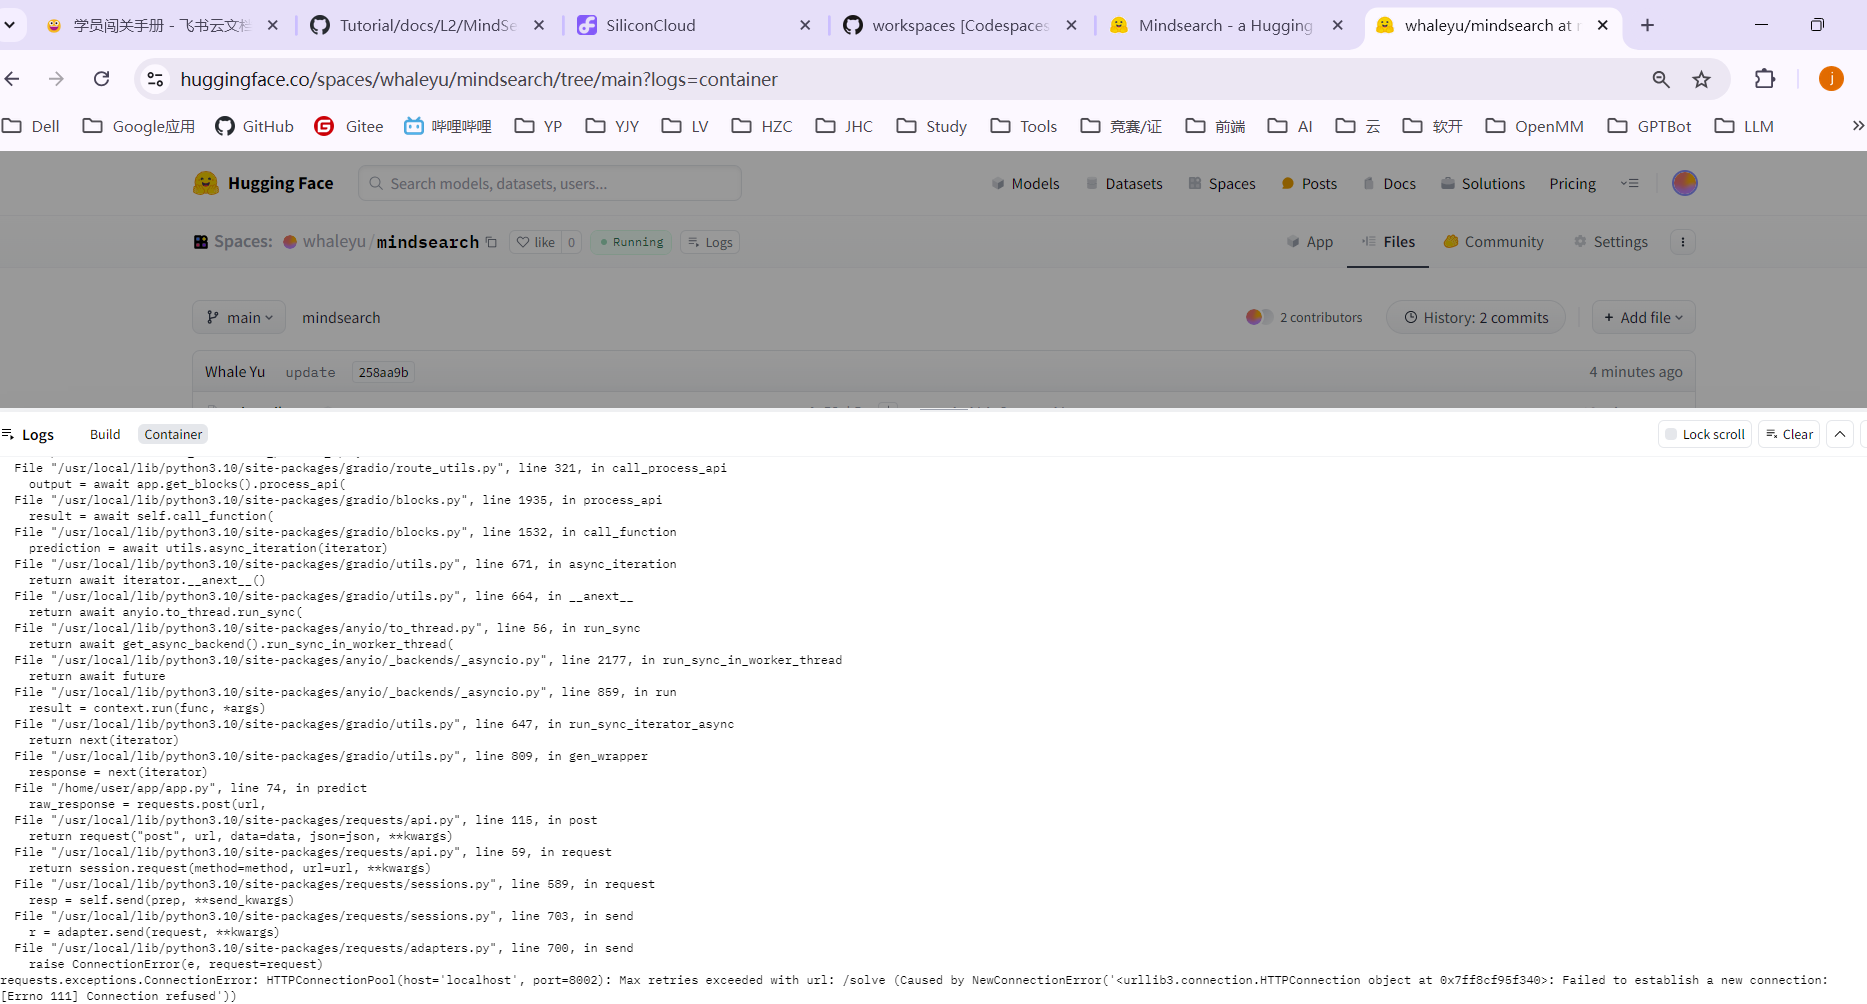 学员闯关手册 - 飞书云文档
Tutorial/docs/L2/MindSe
SiliconCloud
workspaces [Codespaces
Mindsearch - a Hugging
whaleyu/mindsearch at
huggingface.co/spaces/whaleyu/mindsearch/tree/main?logs=container
j
Dell
Google应用
GitHub
G
Gitee
哔哩哔哩
YP
YJY
LV
HZC
JHC
Study
Tools
竞赛/证
前端
AI
云
软开
OpenMM
GPTBot
LLM
Hugging Face
Search models, datasets, users...
Models
Datasets
Spaces
Posts
Docs
Solutions
Pricing
Spaces:
whaleyu/mindsearch
like
0
Running
Logs
App
Files
Community
Settings
main
mindsearch
2 contributors
History: 2 commits
+ Add file
Whale Yu
update
258aa9b
4 minutes ago
Logs
Build
Container
Lock scroll
Clear
File "/usr/local/lib/python3.10/site-packages/gradio/route_utils.py", line 321, in call_process_api
output = await app.get_blocks().process_api(
File "/usr/local/lib/python3.10/site-packages/gradio/blocks.py", line 1935, in process_api
result = await self.call_function(
File "/usr/local/lib/python3.10/site-packages/gradio/blocks.py", line 1532, in call_function
prediction = await utils.async_iteration(iterator)
File "/usr/local/lib/python3.10/site-packages/gradio/utils.py", line 671, in async_iteration
return await iterator.__anext__()
File "/usr/local/lib/python3.10/site-packages/gradio/utils.py", line 664, in __anext__
return await anyio.to_thread.run_sync(
File "/usr/local/lib/python3.10/site-packages/anyio/to_thread.py", line 56, in run_sync
return await get_async_backend().run_sync_in_worker_thread(
File "/usr/local/lib/python3.10/site-packages/anyio/_backends/_asyncio.py", line 2177, in run_sync_in_worker_thread
return await future
File "/usr/local/lib/python3.10/site-packages/anyio/_backends/_asyncio.py", line 859, in run
result = context.run(func, *args)
File "/usr/local/lib/python3.10/site-packages/gradio/utils.py", line 647, in run_sync_iterator_async
return next(iterator)
File "/usr/local/lib/python3.10/site-packages/gradio/utils.py", line 809, in gen_wrapper
response = next(iterator)
File "/home/user/app/app.py", line 74, in predict
raw_response = requests.post(url,
File "/usr/local/lib/python3.10/site-packages/requests/api.py", line 115, in post
return request("post", url, data=data, json=json, **kwargs)
File "/usr/local/lib/python3.10/site-packages/requests/api.py", line 59, in request
return session.request(method=method, url=url, **kwargs)
File "/usr/local/lib/python3.10/site-packages/requests/sessions.py", line 589, in request
resp = self.send(prep, **send_kwargs)
File "/usr/local/lib/python3.10/site-packages/requests/sessions.py", line 703, in send
r = adapter.send(request, **kwargs)
File "/usr/local/lib/python3.10/site-packages/requests/adapters.py", line 700, in send
raise ConnectionError(e, request=request)
requests.exceptions.ConnectionError: HTTPConnectionPool(host='localhost', port=8002): Max retries exceeded with url: /solve (Caused by NewConnectionError('<urllib3.connection.HTTPConnection object at 0x7ff8cf95f340>: Failed to establish a new connection:
[Errno 111] Connection refused'))